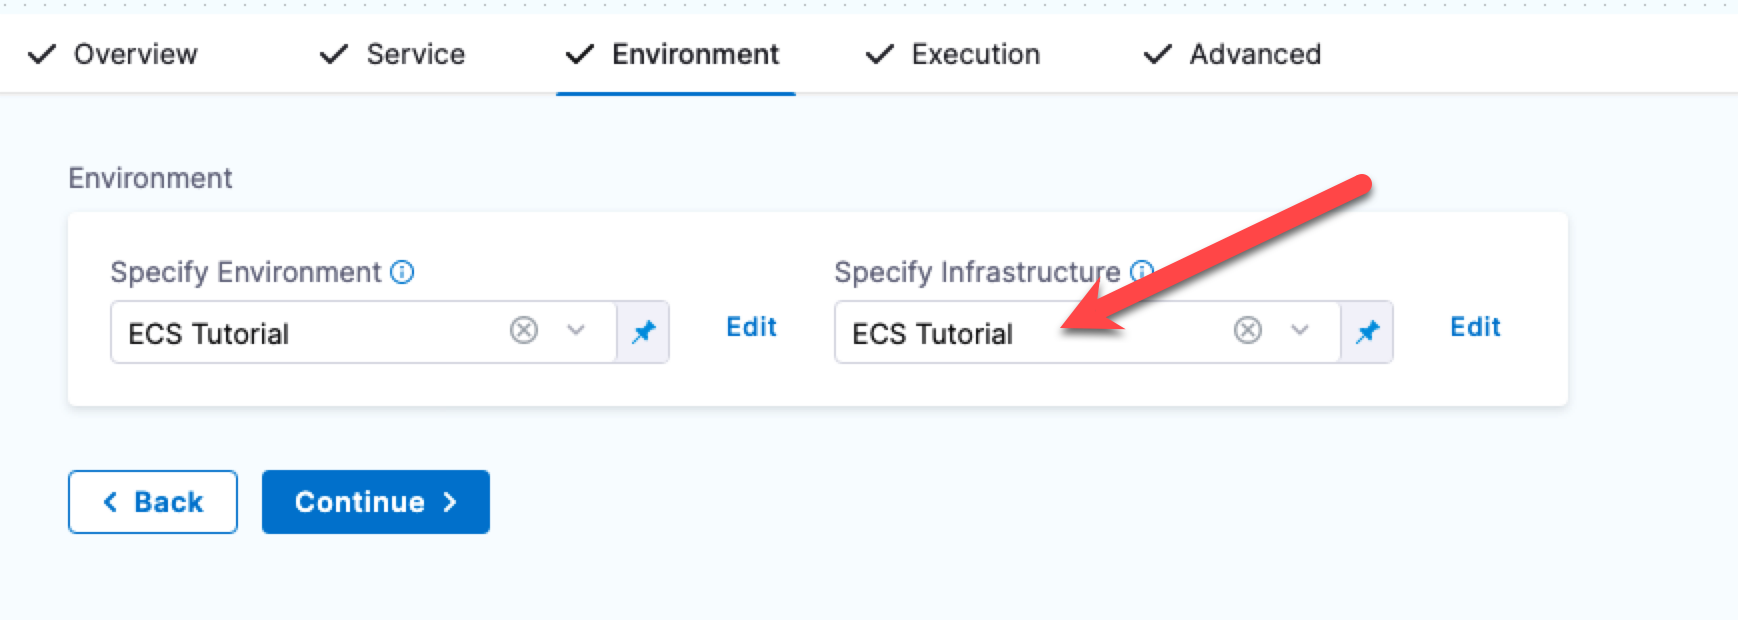 Overview Service Environment Execution Advanced
Environment
Specify Environment Specify Infrastructure
ECS Tutorial Edit ECS Tutorial Edit
Back Continue